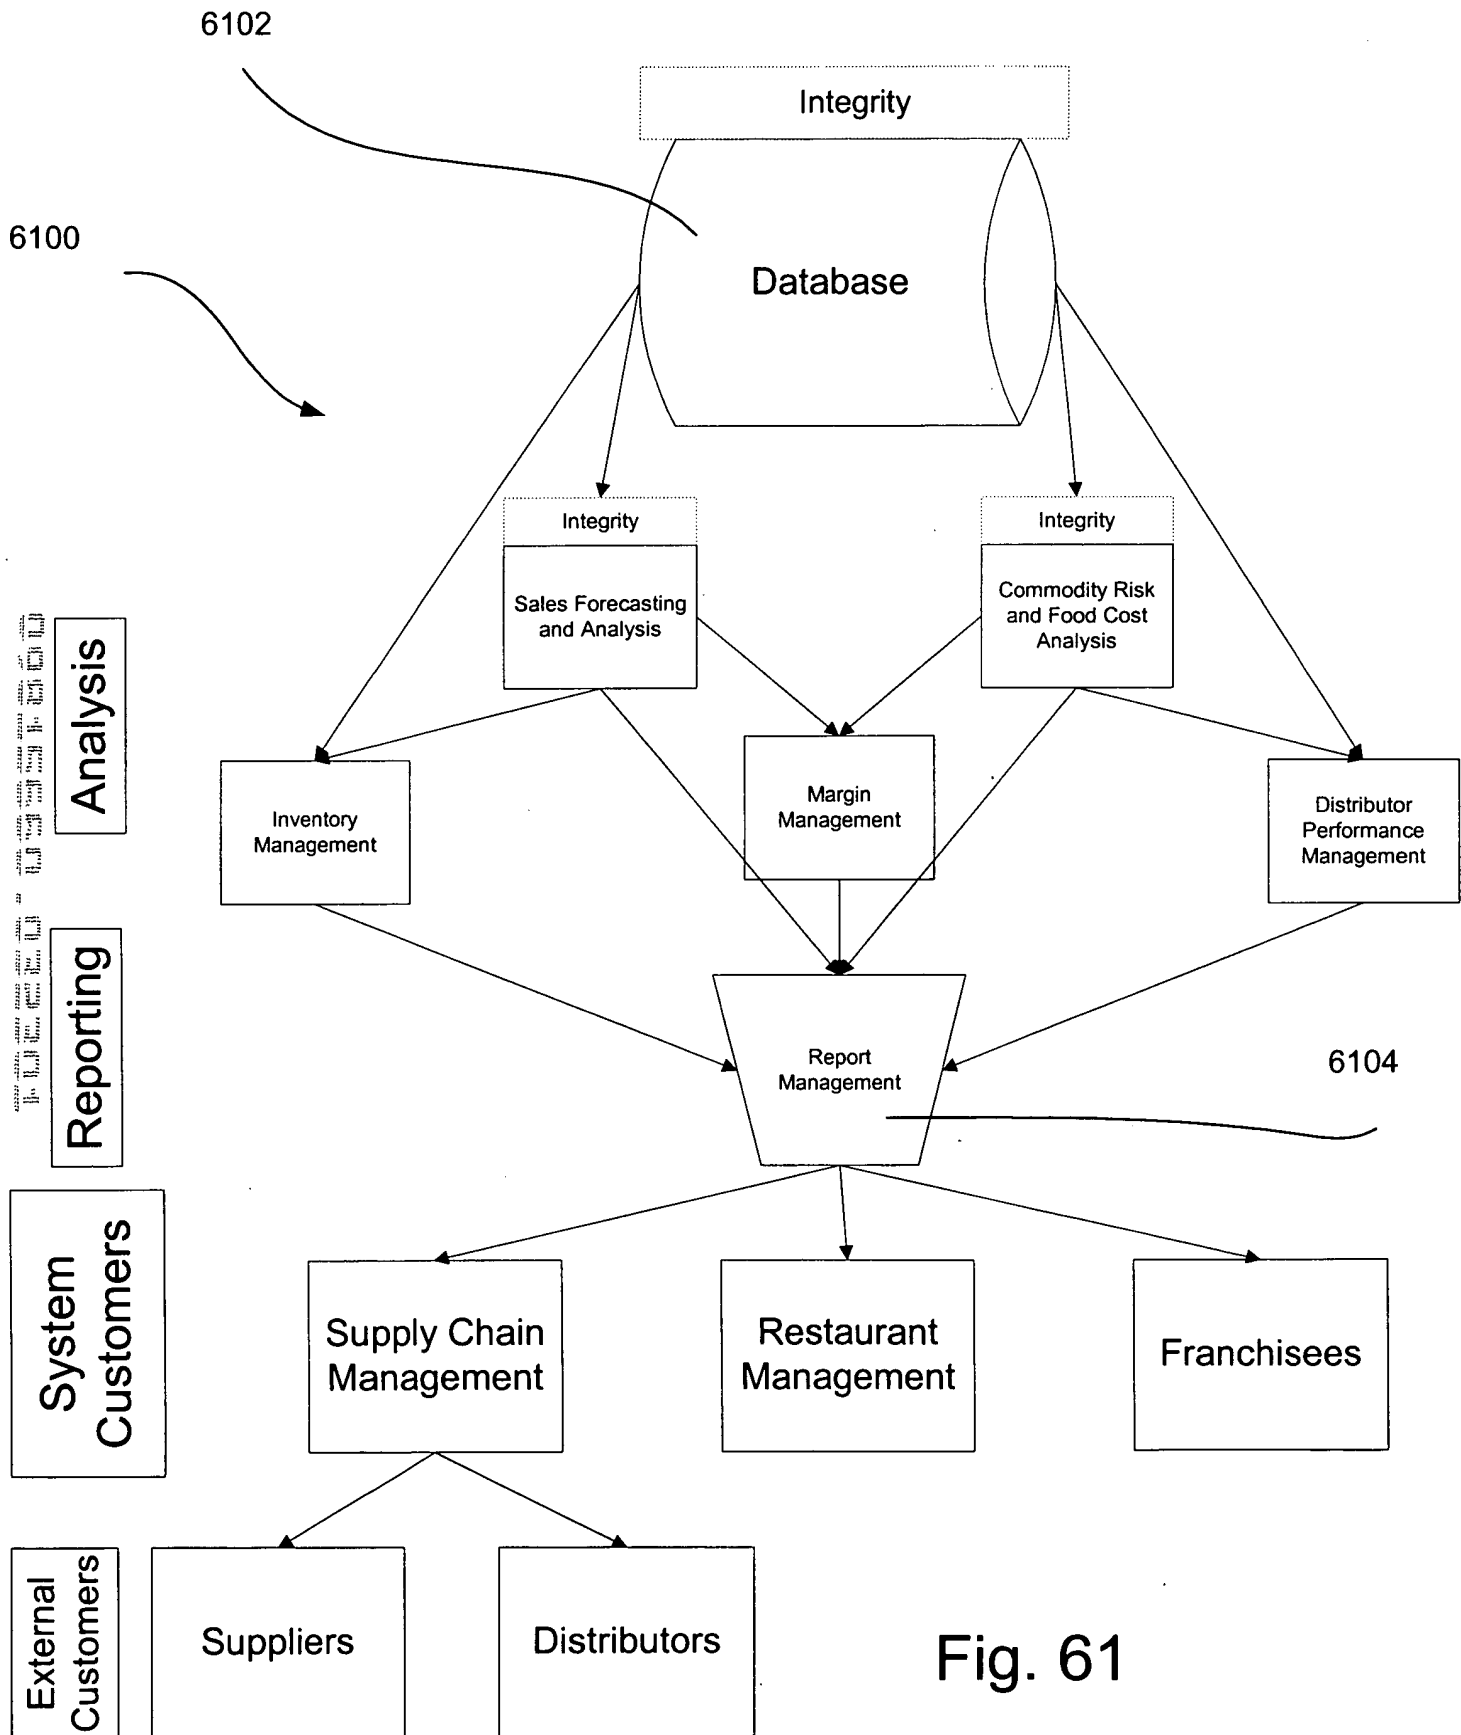 6102
Integrity
6100
Database
Integrity
Integrity
Sales Forecasting
and Analysis
Commodity Risk
and Food Cost
Analysis
Analysis
Inventory
Management
Margin
Management
Distributor
Performance
Management
Reporting
Report
Management
6104
System
Customers
Supply Chain
Management
Restaurant
Management
Franchisees
External
Customers
Suppliers
Distributors
Fig. 61